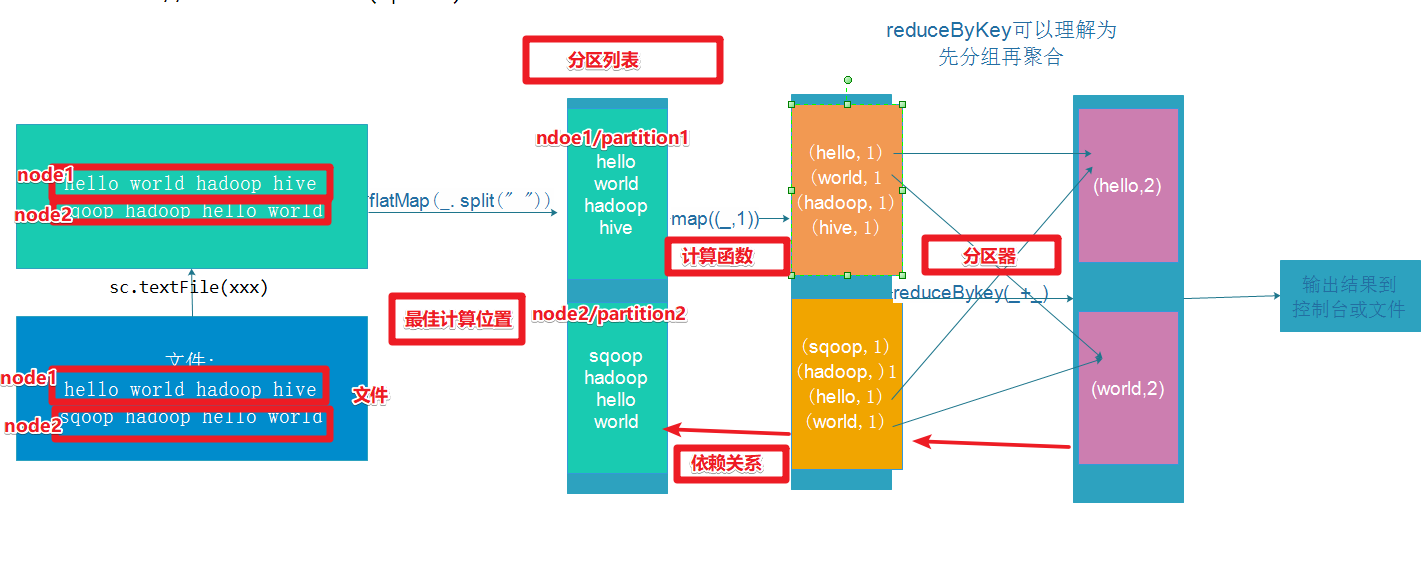 reduceByKey可以理解为
先分组再聚合
分区列表
node1
hello world hadoop hive
node2
sqoop hadoop hello world
sc.textFile(xxx)
文件:
node1
hello world hadoop hive
文件
node2
sqoop hadoop hello world
flatMap(_.split(" "))
最佳计算位置
ndoe1/partition1
hello
world
hadoop
hive
node2/partition2
sqoop
hadoop
hello
world
map((_,1))
计算函数
依赖关系
(hello,1)
(world,1
(hadoop,1)
(hive,1)
(sqoop,1)
(hadoop,)1
(hello,1)
(world,1)
分区器
reduceBykey(_+_)
(hello,2)
(world,2)
输出结果到
控制台或文件